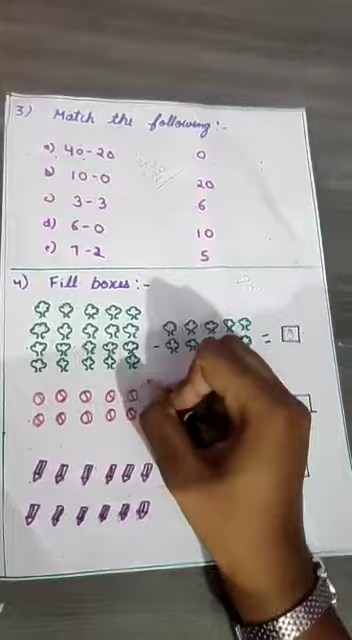 3) Match the following:-
a) 40-20 0
b) 10-0 20
c) 3-3 6
d) 6-0 10
e) 7-2 5
4) Fill boxes:-
- =